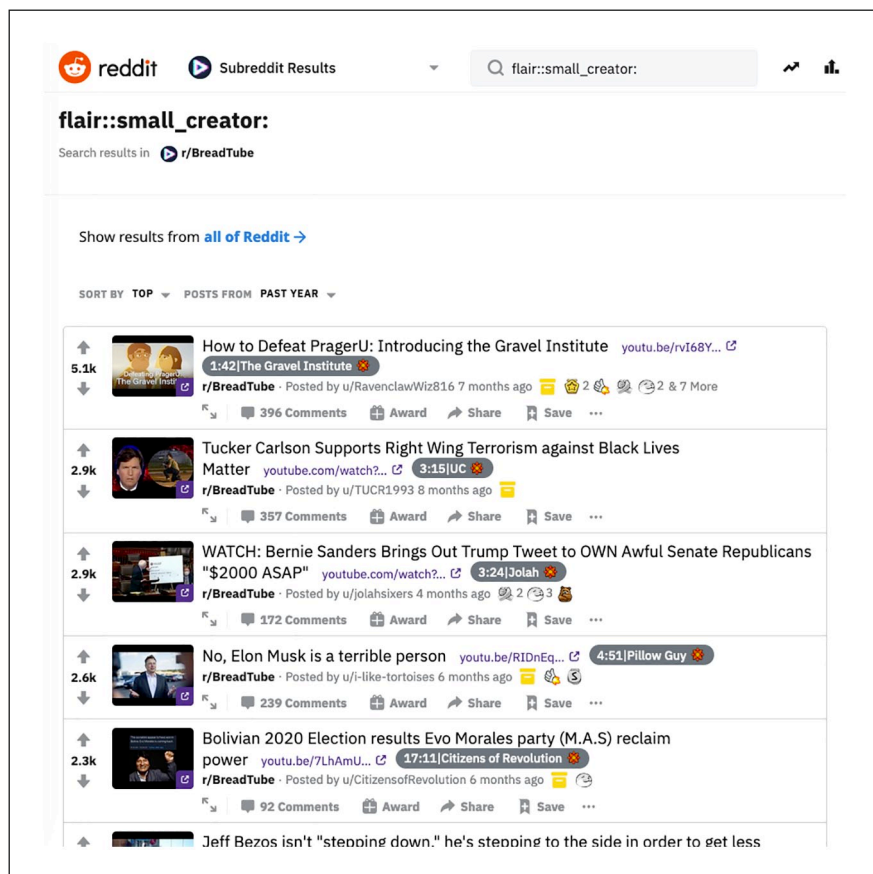 reddit Subreddit Results flair::small_creator:
flair::small_creator:
Search results in r/BreadTube
Show results from all of Reddit →
SORT BY TOP POSTS FROM PAST YEAR
How to Defeat PragerU: Introducing the Gravel Institute youtu.be/rvI68Y...
1:42|The Gravel Institute
5.1k
r/BreadTube · Posted by u/RavenclawWiz816 7 months ago 2 2 & 7 More
396 Comments Award Share Save ...
Tucker Carlson Supports Right Wing Terrorism against Black Lives
Matter youtube.com/watch?... 3:15|UC
2.9k
r/BreadTube · Posted by u/TUCR1993 8 months ago
357 Comments Award Share Save ...
WATCH: Bernie Sanders Brings Out Trump Tweet to OWN Awful Senate Republicans
"$2000 ASAP" youtube.com/watch?... 3:24|Jolah
2.9k
r/BreadTube · Posted by u/jolahsixers 4 months ago 2 3
172 Comments Award Share Save ...
No, Elon Musk is a terrible person youtu.be/RIDnEq... 4:51|Pillow Guy
2.6k
r/BreadTube · Posted by u/i-like-tortoises 6 months ago
239 Comments Award Share Save ...
Bolivian 2020 Election results Evo Morales party (M.A.S) reclaim
power youtu.be/7LhAmU... 17:11|Citizens of Revolution
2.3k
r/BreadTube · Posted by u/CitizensofRevolution 6 months ago
92 Comments Award Share Save ...
Jeff Bezos isn't "stepping down," he's stepping to the side in order to get less